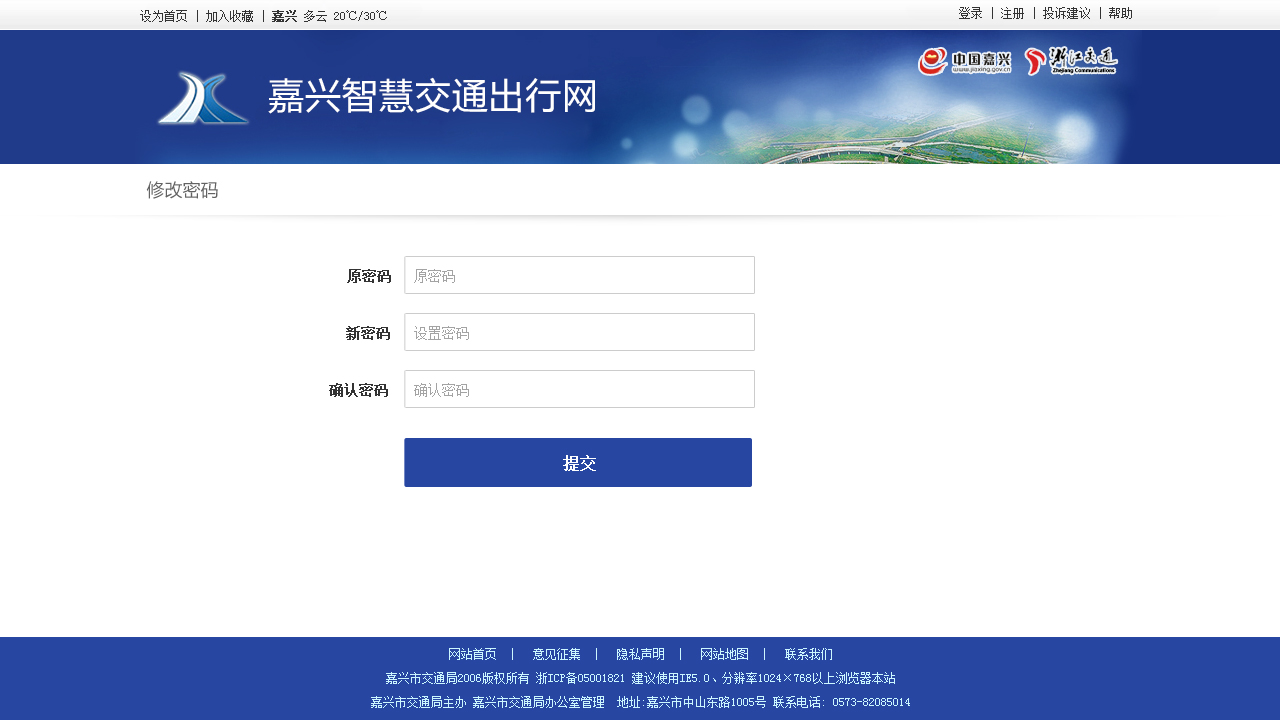 设为首页 | 加入收藏 | 嘉兴 多云 20℃/30℃
登录 | 注册 | 投诉建议 | 帮助
中国嘉兴
www.jiaxing.gov.cn
浙江交通
Zhejiang Communications
嘉兴智慧交通出行网
修改密码
原密码 原密码
新密码 设置密码
确认密码 确认密码
提交
网站首页 | 意见征集 | 隐私声明 | 网站地图 | 联系我们
嘉兴市交通局2006版权所有 浙ICP备05001821 建议使用IE5.0、分辨率1024×768以上浏览器本站
嘉兴市交通局主办 嘉兴市交通局办公室管理 地址:嘉兴市中山东路1005号 联系电话: 0573-82085014